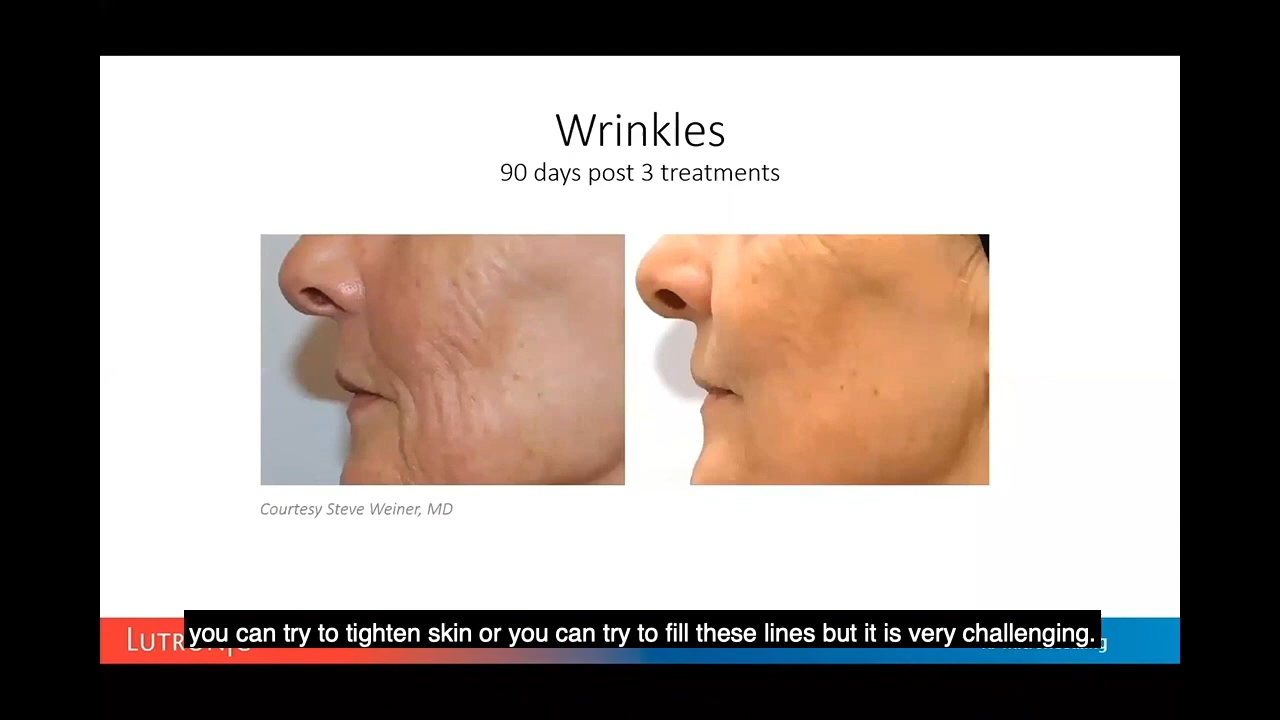 Wrinkles
90 days post 3 treatments
Courtesy Steve Weiner, MD
you can try to tighten skin or you can try to fill these lines but it is very challenging.